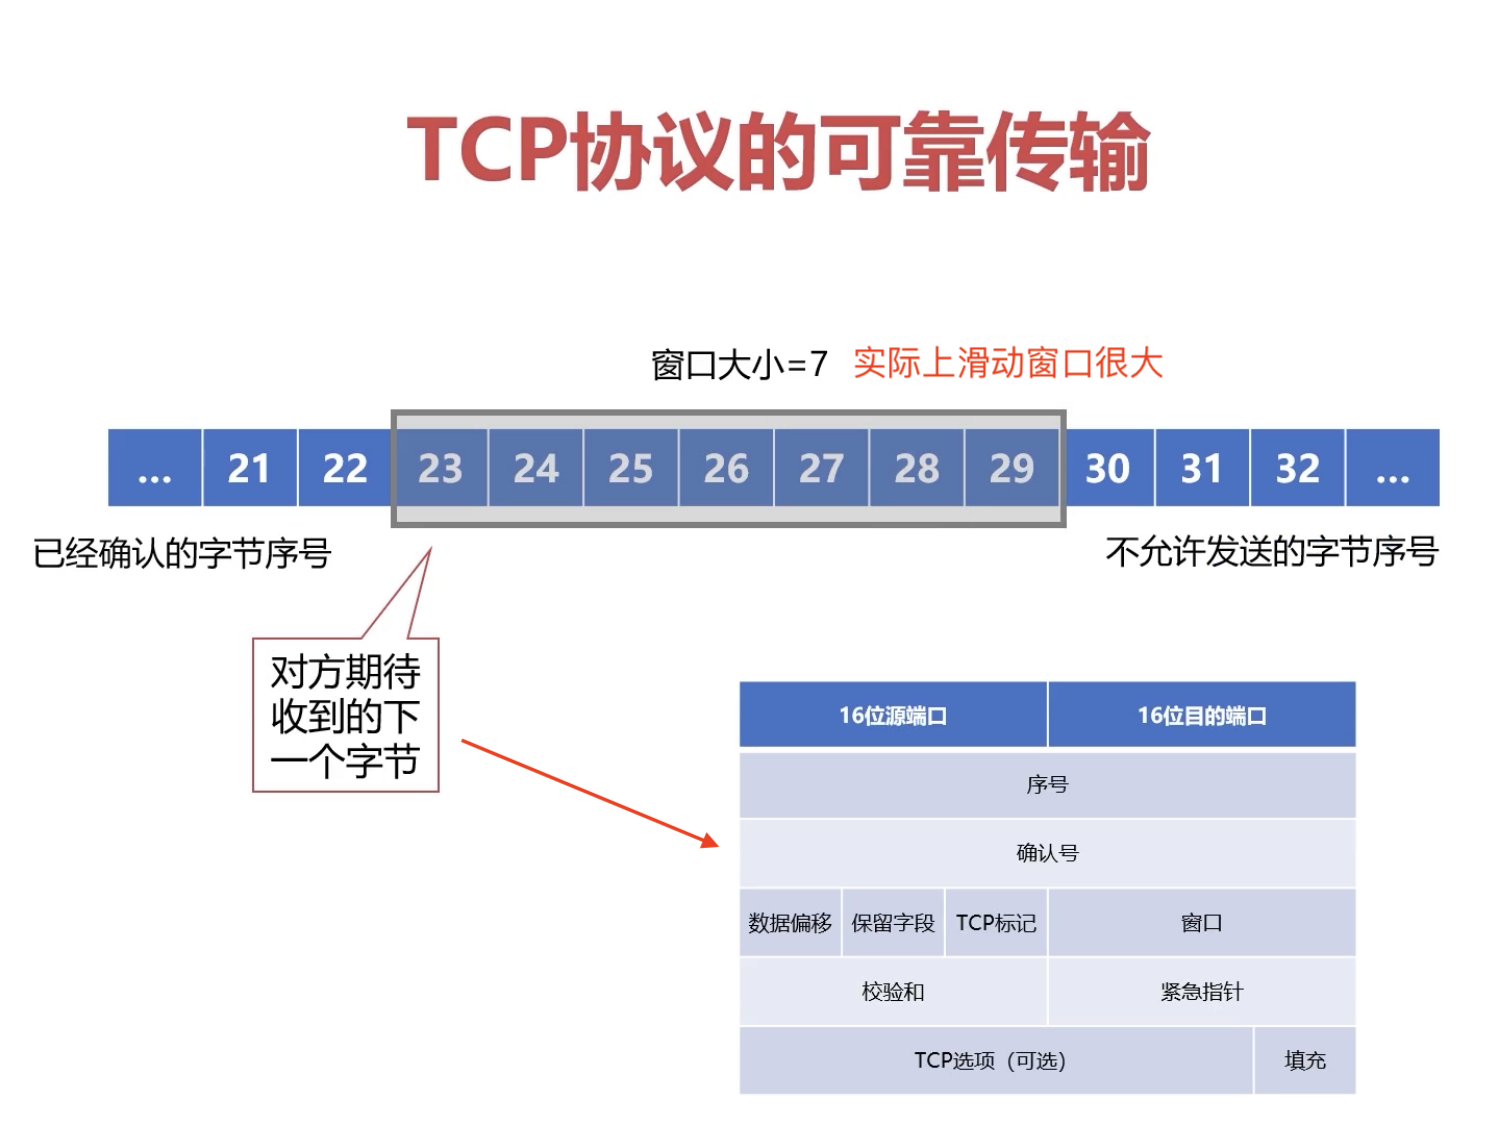 TCP协议的可靠传输
窗口大小=7 实际上滑动窗口很大
... 21 22 23 24 25 26 27 28 29 30 31 32 ...
已经确认的字节序号
不允许发送的字节序号
对方期待
收到的下
一个字节
16位源端口 16位目的端口
序号
确认号
数据偏移 保留字段 TCP标记 窗口
校验和 紧急指针
TCP选项（可选） 填充